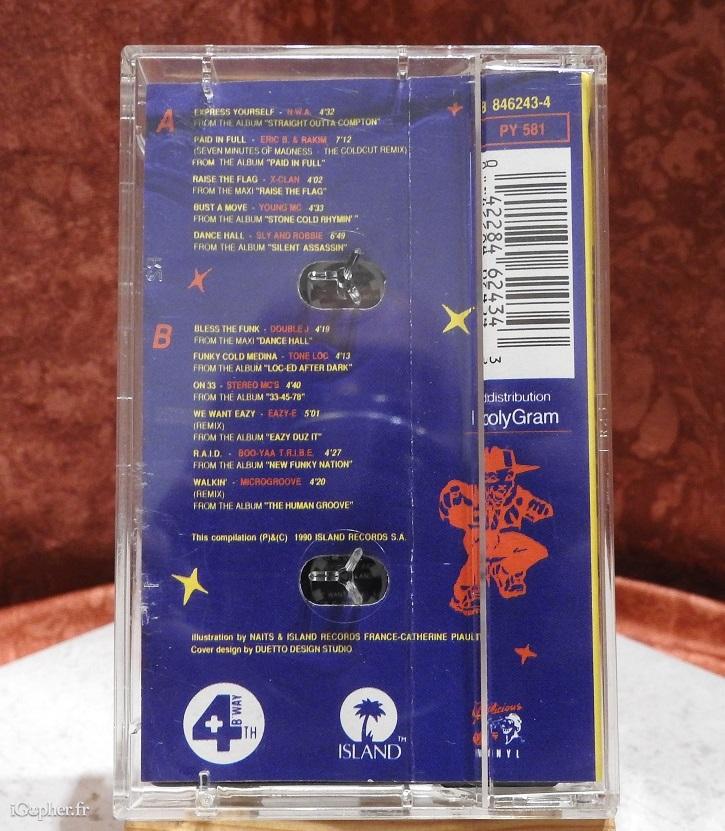 A
EXPRESS YOURSELF - N.W.A. 4'32
FROM THE ALBUM "STRAIGHT OUTTA COMPTON"
PAID IN FULL - ERIC B. & RAKIM 7'12
(SEVEN MINUTES OF MADNESS - THE COLDCUT REMIX)
FROM THE ALBUM "PAID IN FULL"
RAISE THE FLAG - X-CLAN 4'02
FROM THE MAXI "RAISE THE FLAG"
BUST A MOVE - YOUNG MC 4'33
FROM THE ALBUM "STONE COLD RHYMIN'"
DANCE HALL - SLY AND ROBBIE 6'49
FROM THE ALBUM "SILENT ASSASSIN"
B
BLESS THE FUNK - DOUBLE J 4'19
FROM THE MAXI "DANCE HALL"
FUNKY COLD MEDINA - TONE LOC 4'13
FROM THE ALBUM "LOC-ED AFTER DARK"
ON 33 - STEREO MC'S 4'40
FROM THE ALBUM "33-45-78"
WE WANT EAZY - EAZY-E 5'01
(REMIX)
FROM THE ALBUM "EAZY DUZ IT"
R.A.I.D. - BOO-YAA T.R.I.B.E. 4'27
FROM THE ALBUM "NEW FUNKY NATION"
WALKIN' - MICROGROOVE 4'20
(REMIX)
FROM THE ALBUM "THE HUMAN GROOVE"
This compilation (P)&(C) 1990 ISLAND RECORDS S.A.
illustration by NAITS & ISLAND RECORDS FRANCE-CATHERINE PIAULT
Cover design by DUETTO DESIGN STUDIO
4TH B'WAY
ISLAND
TM
846243-4
PY 581
42284 62434 3
distribution
PolyGram
VINYL
iGopher.fr